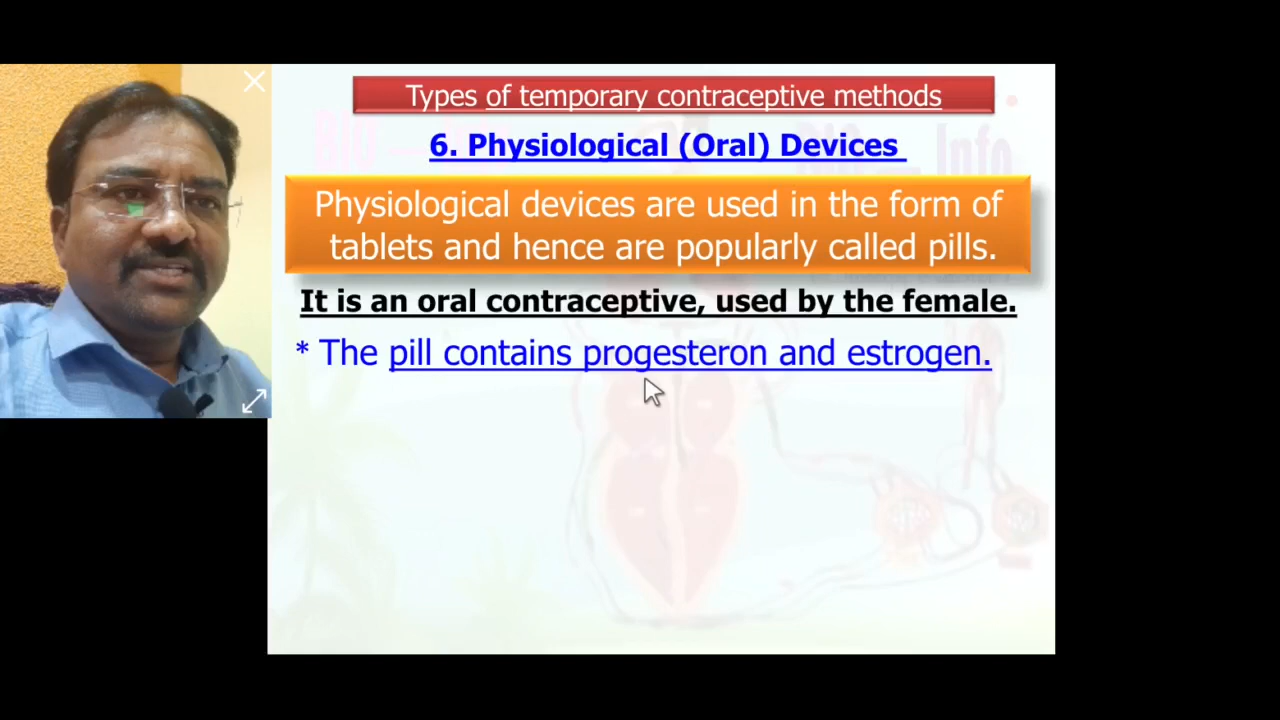 Types of temporary contraceptive methods
6. Physiological (Oral) Devices
Physiological devices are used in the form of
tablets and hence are popularly called pills.
It is an oral contraceptive, used by the female.
* The pill contains progesteron and estrogen.